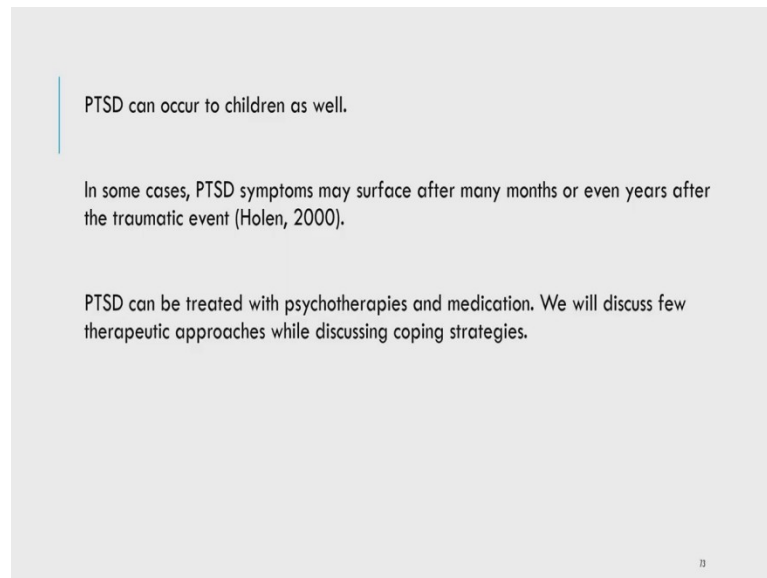 PTSD can occur to children as well.
In some cases, PTSD symptoms may surface after many months or even years after
the traumatic event (Holen, 2000).
PTSD can be treated with psychotherapies and medication. We will discuss few
therapeutic approaches while discussing coping strategies.
73